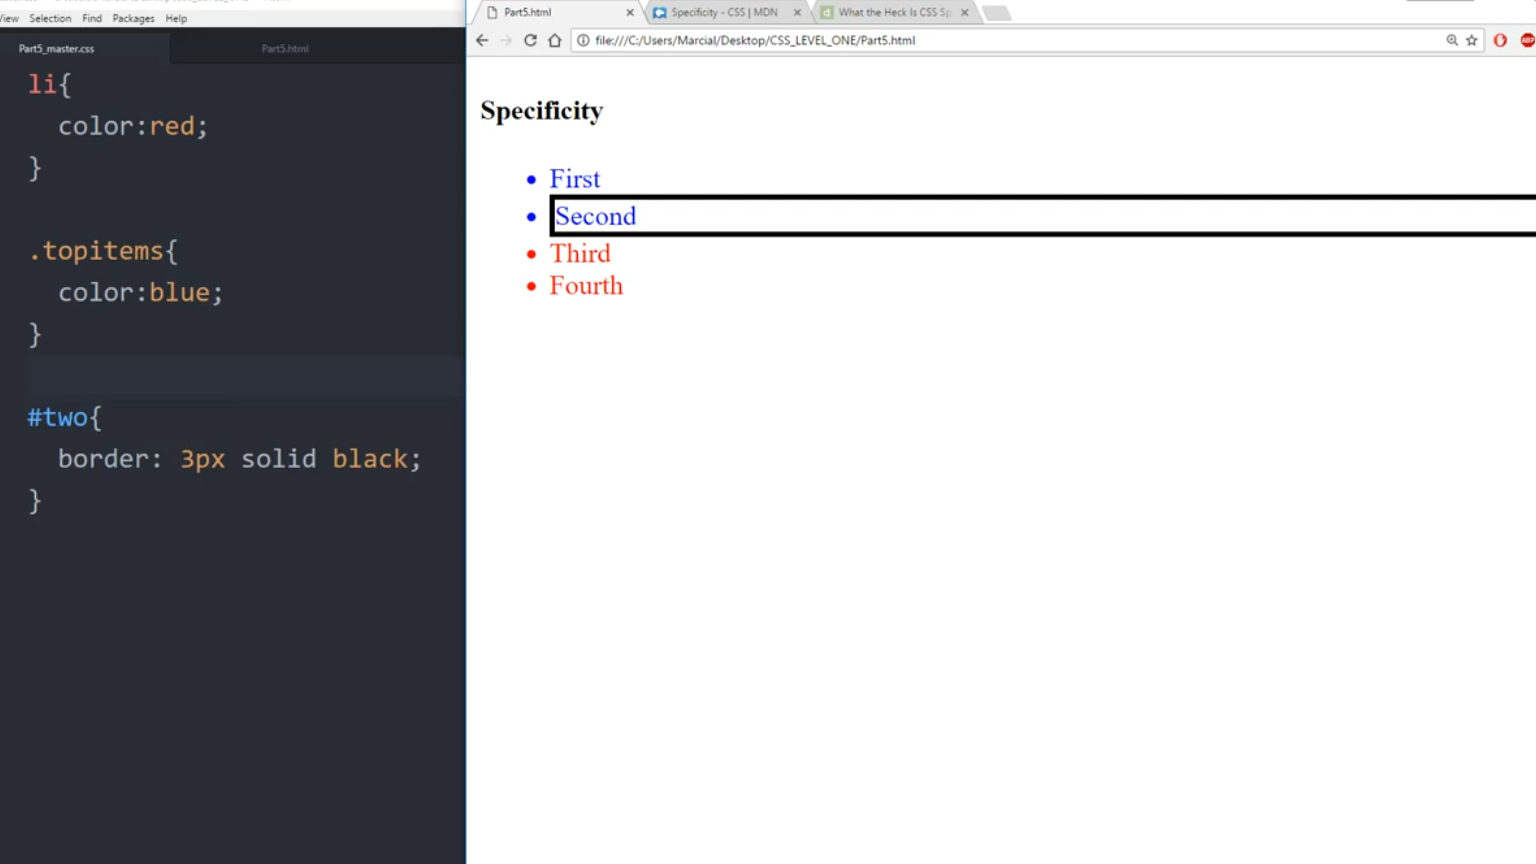 Selection Find Packages Help
Part5_master.css Part5.html
li{
color:red;
}
.topitems{
color:blue;
}
#two{
border: 3px solid black;
}
Part5.html
Specificity - CSS | MDN
What the Heck Is CSS Sp
file:///C:/Users/Marcial/Desktop/CSS_LEVEL_ONE/Part5.html
ABP
Specificity
First
Second
Third
Fourth